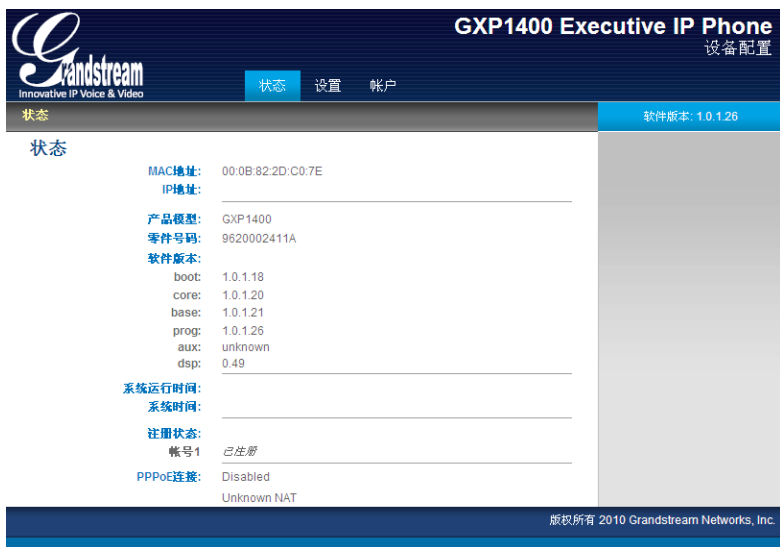 GXP1400 Executive IP Phone
设备配置
Grandstream
Innovative IP Voice & Video
状态 设置 帐户
状态
软件版本: 1.0.1.26
状态
MAC地址: 00:0B:82:2D:C0:7E
IP地址:
产品模型: GXP1400
零件号码: 9620002411A
软件版本:
boot: 1.0.1.18
core: 1.0.1.20
base: 1.0.1.21
prog: 1.0.1.26
aux: unknown
dsp: 0.49
系统运行时间:
系统时间:
注册状态:
帐号1 已注册
PPPoE连接: Disabled
Unknown NAT
版权所有 2010 Grandstream Networks, Inc.